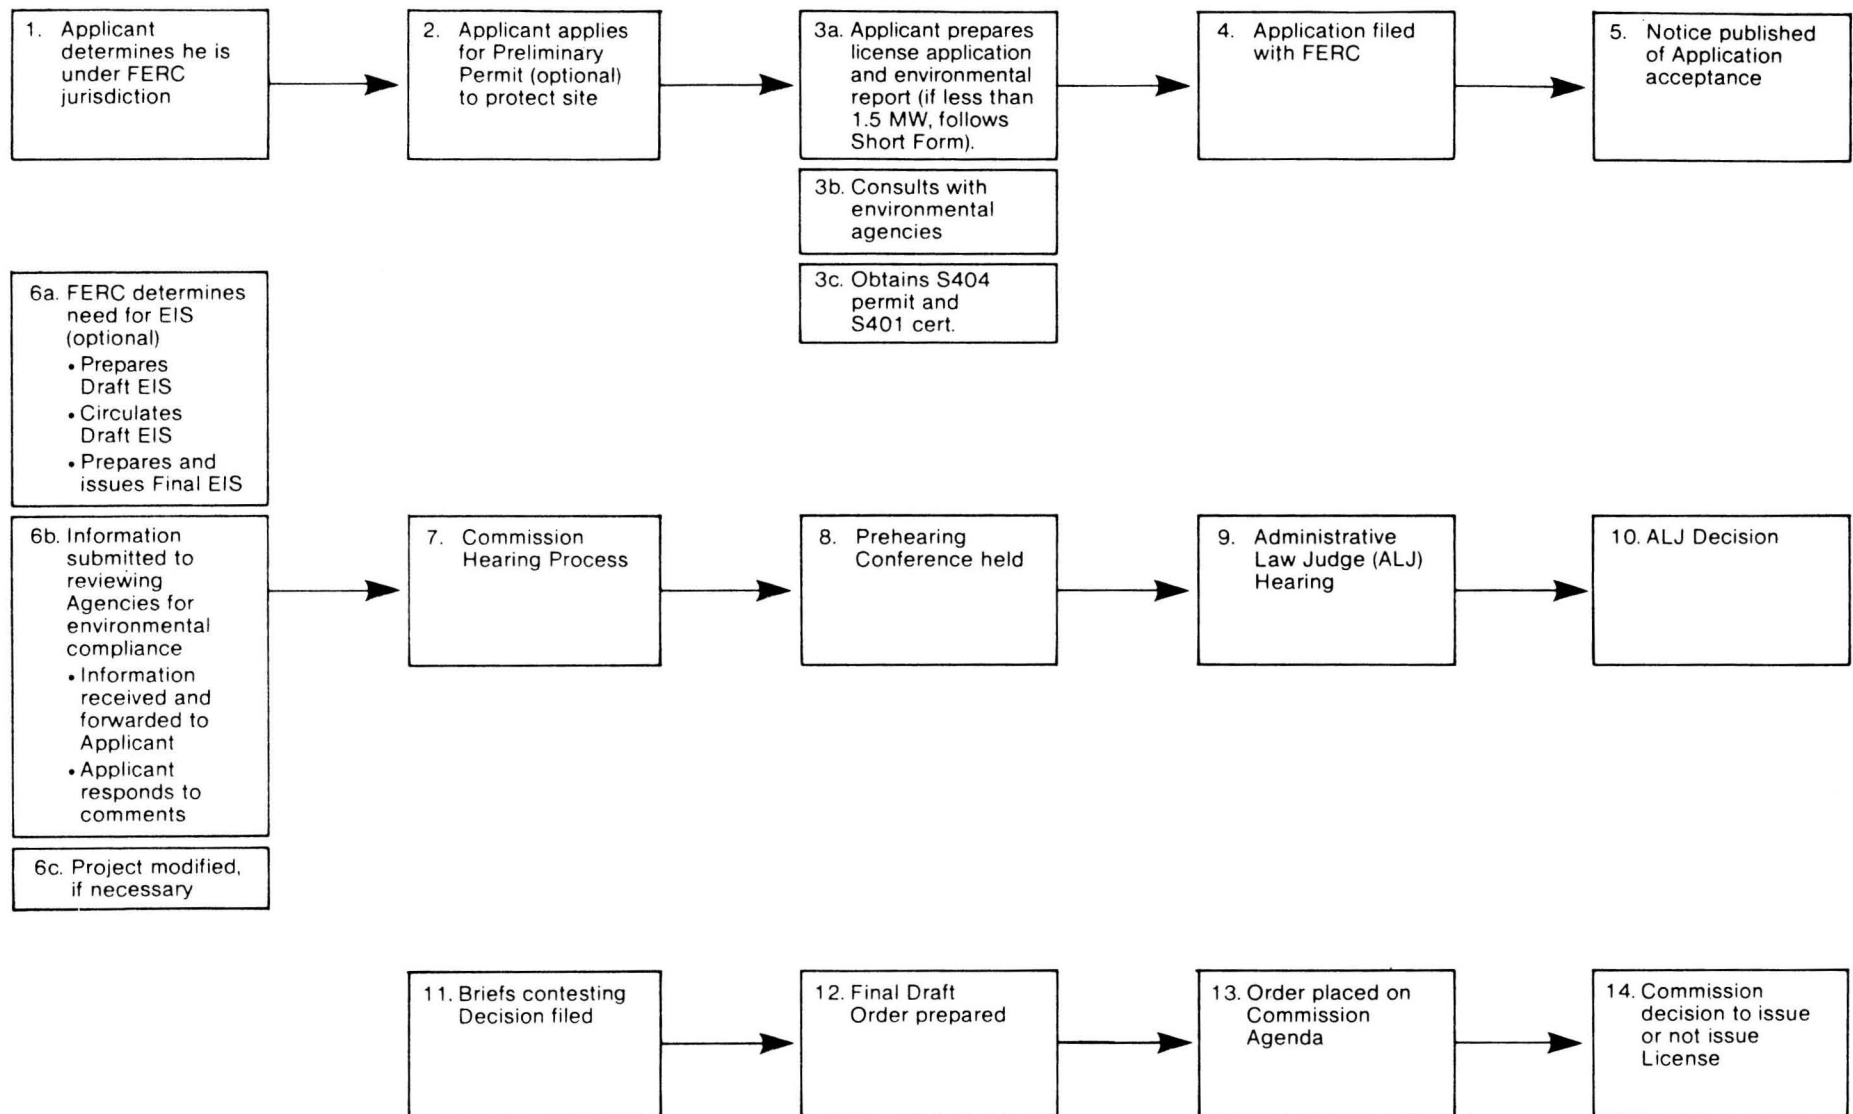 1. Applicant
determines he is
under FERC
jurisdiction
2. Applicant applies
for Preliminary
Permit (optional)
to protect site
3a. Applicant prepares
license application
and environmental
report (if less than
1.5 MW, follows
Short Form).
4. Application filed
with FERC
5. Notice published
of Application
acceptance
3b. Consults with
environmental
agencies
3c. Obtains S404
permit and
S401 cert.
6a. FERC determines
need for EIS
(optional)
• Prepares
Draft EIS
• Circulates
Draft EIS
• Prepares and
issues Final EIS
6b. Information
submitted to
reviewing
Agencies for
environmental
compliance
• Information
received and
forwarded to
Applicant
• Applicant
responds to
comments
6c. Project modified,
if necessary
7. Commission
Hearing Process
8. Prehearing
Conference held
9. Administrative
Law Judge (ALJ)
Hearing
10. ALJ Decision
11. Briefs contesting
Decision filed
12. Final Draft
Order prepared
13. Order placed on
Commission
Agenda
14. Commission
decision to issue
or not issue
License